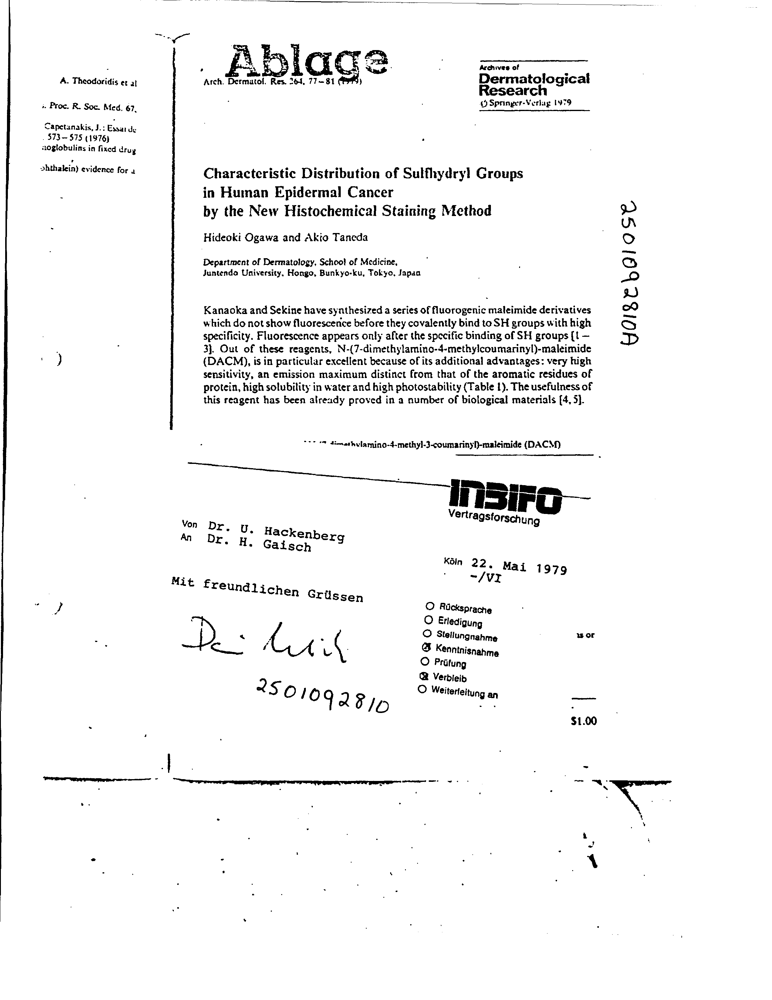 Ablage
A. Theodoridis et al
Arch. Dermatol. Res. 264, 77–81 (1979)
Archives of
Dermatological
Research
© Springer-Verlag 1979
Proc. R. Soc. Med. 67,
Capetanakis, J.: Essai de
573–575 (1976)
noglobulins in fixed drug
ohthalein) evidence for a
Characteristic Distribution of Sulfhydryl Groups
in Human Epidermal Cancer
by the New Histochemical Staining Method
Hideoki Ogawa and Akio Taneda
Department of Dermatology, School of Medicine,
Juntendo University, Hongo, Bunkyo-ku, Tokyo, Japan
2501092810A
Kanaoka and Sekine have synthesized a series of fluorogenic maleimide derivatives
which do not show fluorescence before they covalently bind to SH groups with high
specificity. Fluorescence appears only after the specific binding of SH groups [1–
3]. Out of these reagents, N-(7-dimethylamino-4-methylcoumarinyl)-maleimide
(DACM), is in particular excellent because of its additional advantages: very high
sensitivity, an emission maximum distinct from that of the aromatic residues of
protein, high solubility in water and high photostability (Table 1). The usefulness of
this reagent has been already proved in a number of biological materials [4, 5].
dimethylamino-4-methyl-3-coumarinyl)-maleimide (DACM)
INBIFO
Vertragsforschung
Von Dr. U. Hackenberg
An Dr. H. Gaisch
Köln 22. Mai 1979
-/VI
Mit freundlichen Grüssen
Rücksprache
Erledigung
Stellungnahme
is or
Kenntnisnahme
Prüfung
Verbleib
Weiterleitung an
2501092810
$1.00